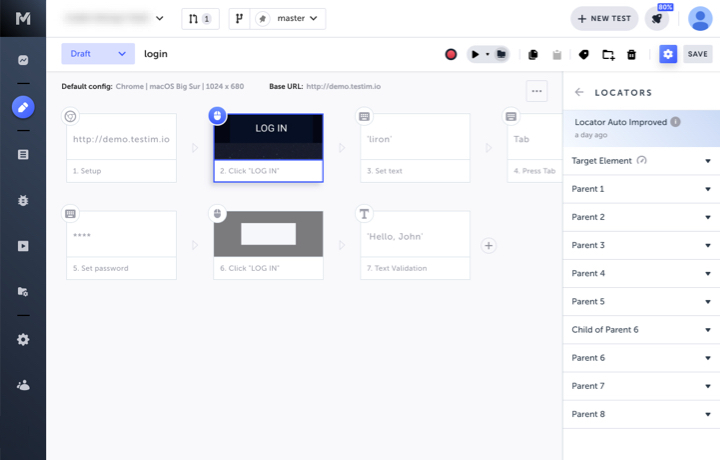 1
master
NEW TEST
80%
Draft
login
SAVE
Default config: Chrome | macOS Big Sur | 1024 x 680
Base URL: http://demo.testim.io
LOCATORS
Locator Auto Improved
a day ago
http://demo.testim.io
LOG IN
'liron'
Tab
1. Setup
2. Click "LOG IN"
3. Set text
4. Press Tab
****
'Hello, John'
5. Set password
6. Click "LOG IN"
7. Text Validation
Target Element
Parent 1
Parent 2
Parent 3
Parent 4
Parent 5
Child of Parent 6
Parent 6
Parent 7
Parent 8